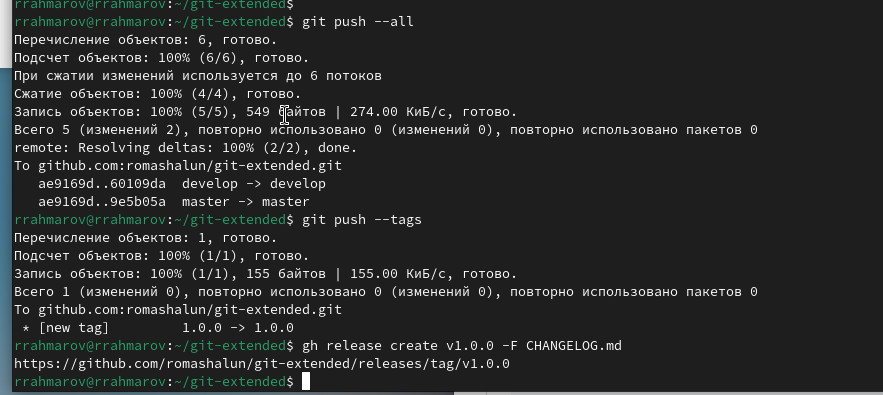 rrahmarov@rrahmarov:~/git-extended$
rrahmarov@rrahmarov:~/git-extended$ git push --all
Перечисление объектов: 6, готово.
Подсчет объектов: 100% (6/6), готово.
При сжатии изменений используется до 6 потоков
Сжатие объектов: 100% (4/4), готово.
Запись объектов: 100% (5/5), 549 байтов | 274.00 КиБ/с, готово.
Всего 5 (изменений 2), повторно использовано 0 (изменений 0), повторно использовано пакетов 0
remote: Resolving deltas: 100% (2/2), done.
To github.com:romashalun/git-extended.git
   ae9169d..60109da  develop -> develop
   ae9169d..9e5b05a  master -> master
rrahmarov@rrahmarov:~/git-extended$ git push --tags
Перечисление объектов: 1, готово.
Подсчет объектов: 100% (1/1), готово.
Запись объектов: 100% (1/1), 155 байтов | 155.00 КиБ/с, готово.
Всего 1 (изменений 0), повторно использовано 0 (изменений 0), повторно использовано пакетов 0
To github.com:romashalun/git-extended.git
 * [new tag]         1.0.0 -> 1.0.0
rrahmarov@rrahmarov:~/git-extended$ gh release create v1.0.0 -F CHANGELOG.md
https://github.com/romashalun/git-extended/releases/tag/v1.0.0
rrahmarov@rrahmarov:~/git-extended$